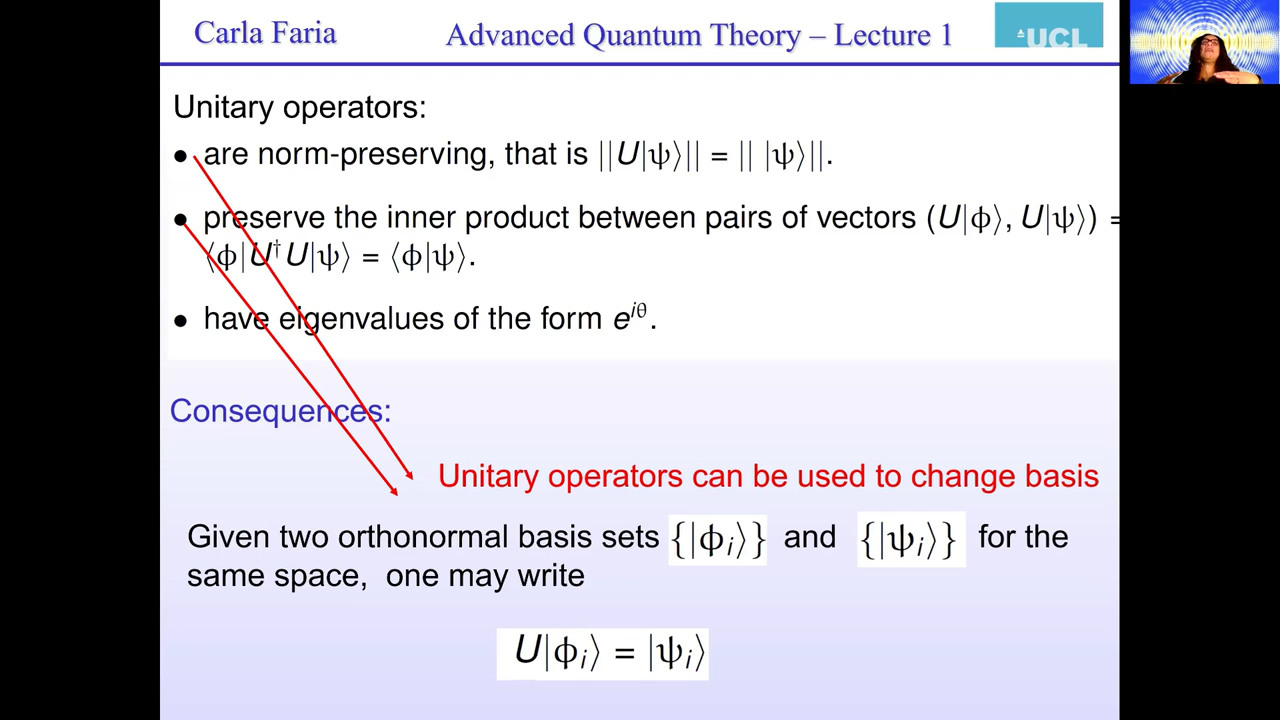 Carla Faria
Advanced Quantum Theory – Lecture 1
UCL
Unitary operators:
• are norm-preserving, that is ||U|ψ⟩|| = || |ψ⟩||.
• preserve the inner product between pairs of vectors (U|ϕ⟩, U|ψ⟩) =
⟨ϕ|U†U|ψ⟩ = ⟨ϕ|ψ⟩.
• have eigenvalues of the form e^{iθ}.
Consequences:
Unitary operators can be used to change basis
Given two orthonormal basis sets {|ϕᵢ⟩} and {|ψᵢ⟩} for the
same space, one may write
U|ϕᵢ⟩ = |ψᵢ⟩